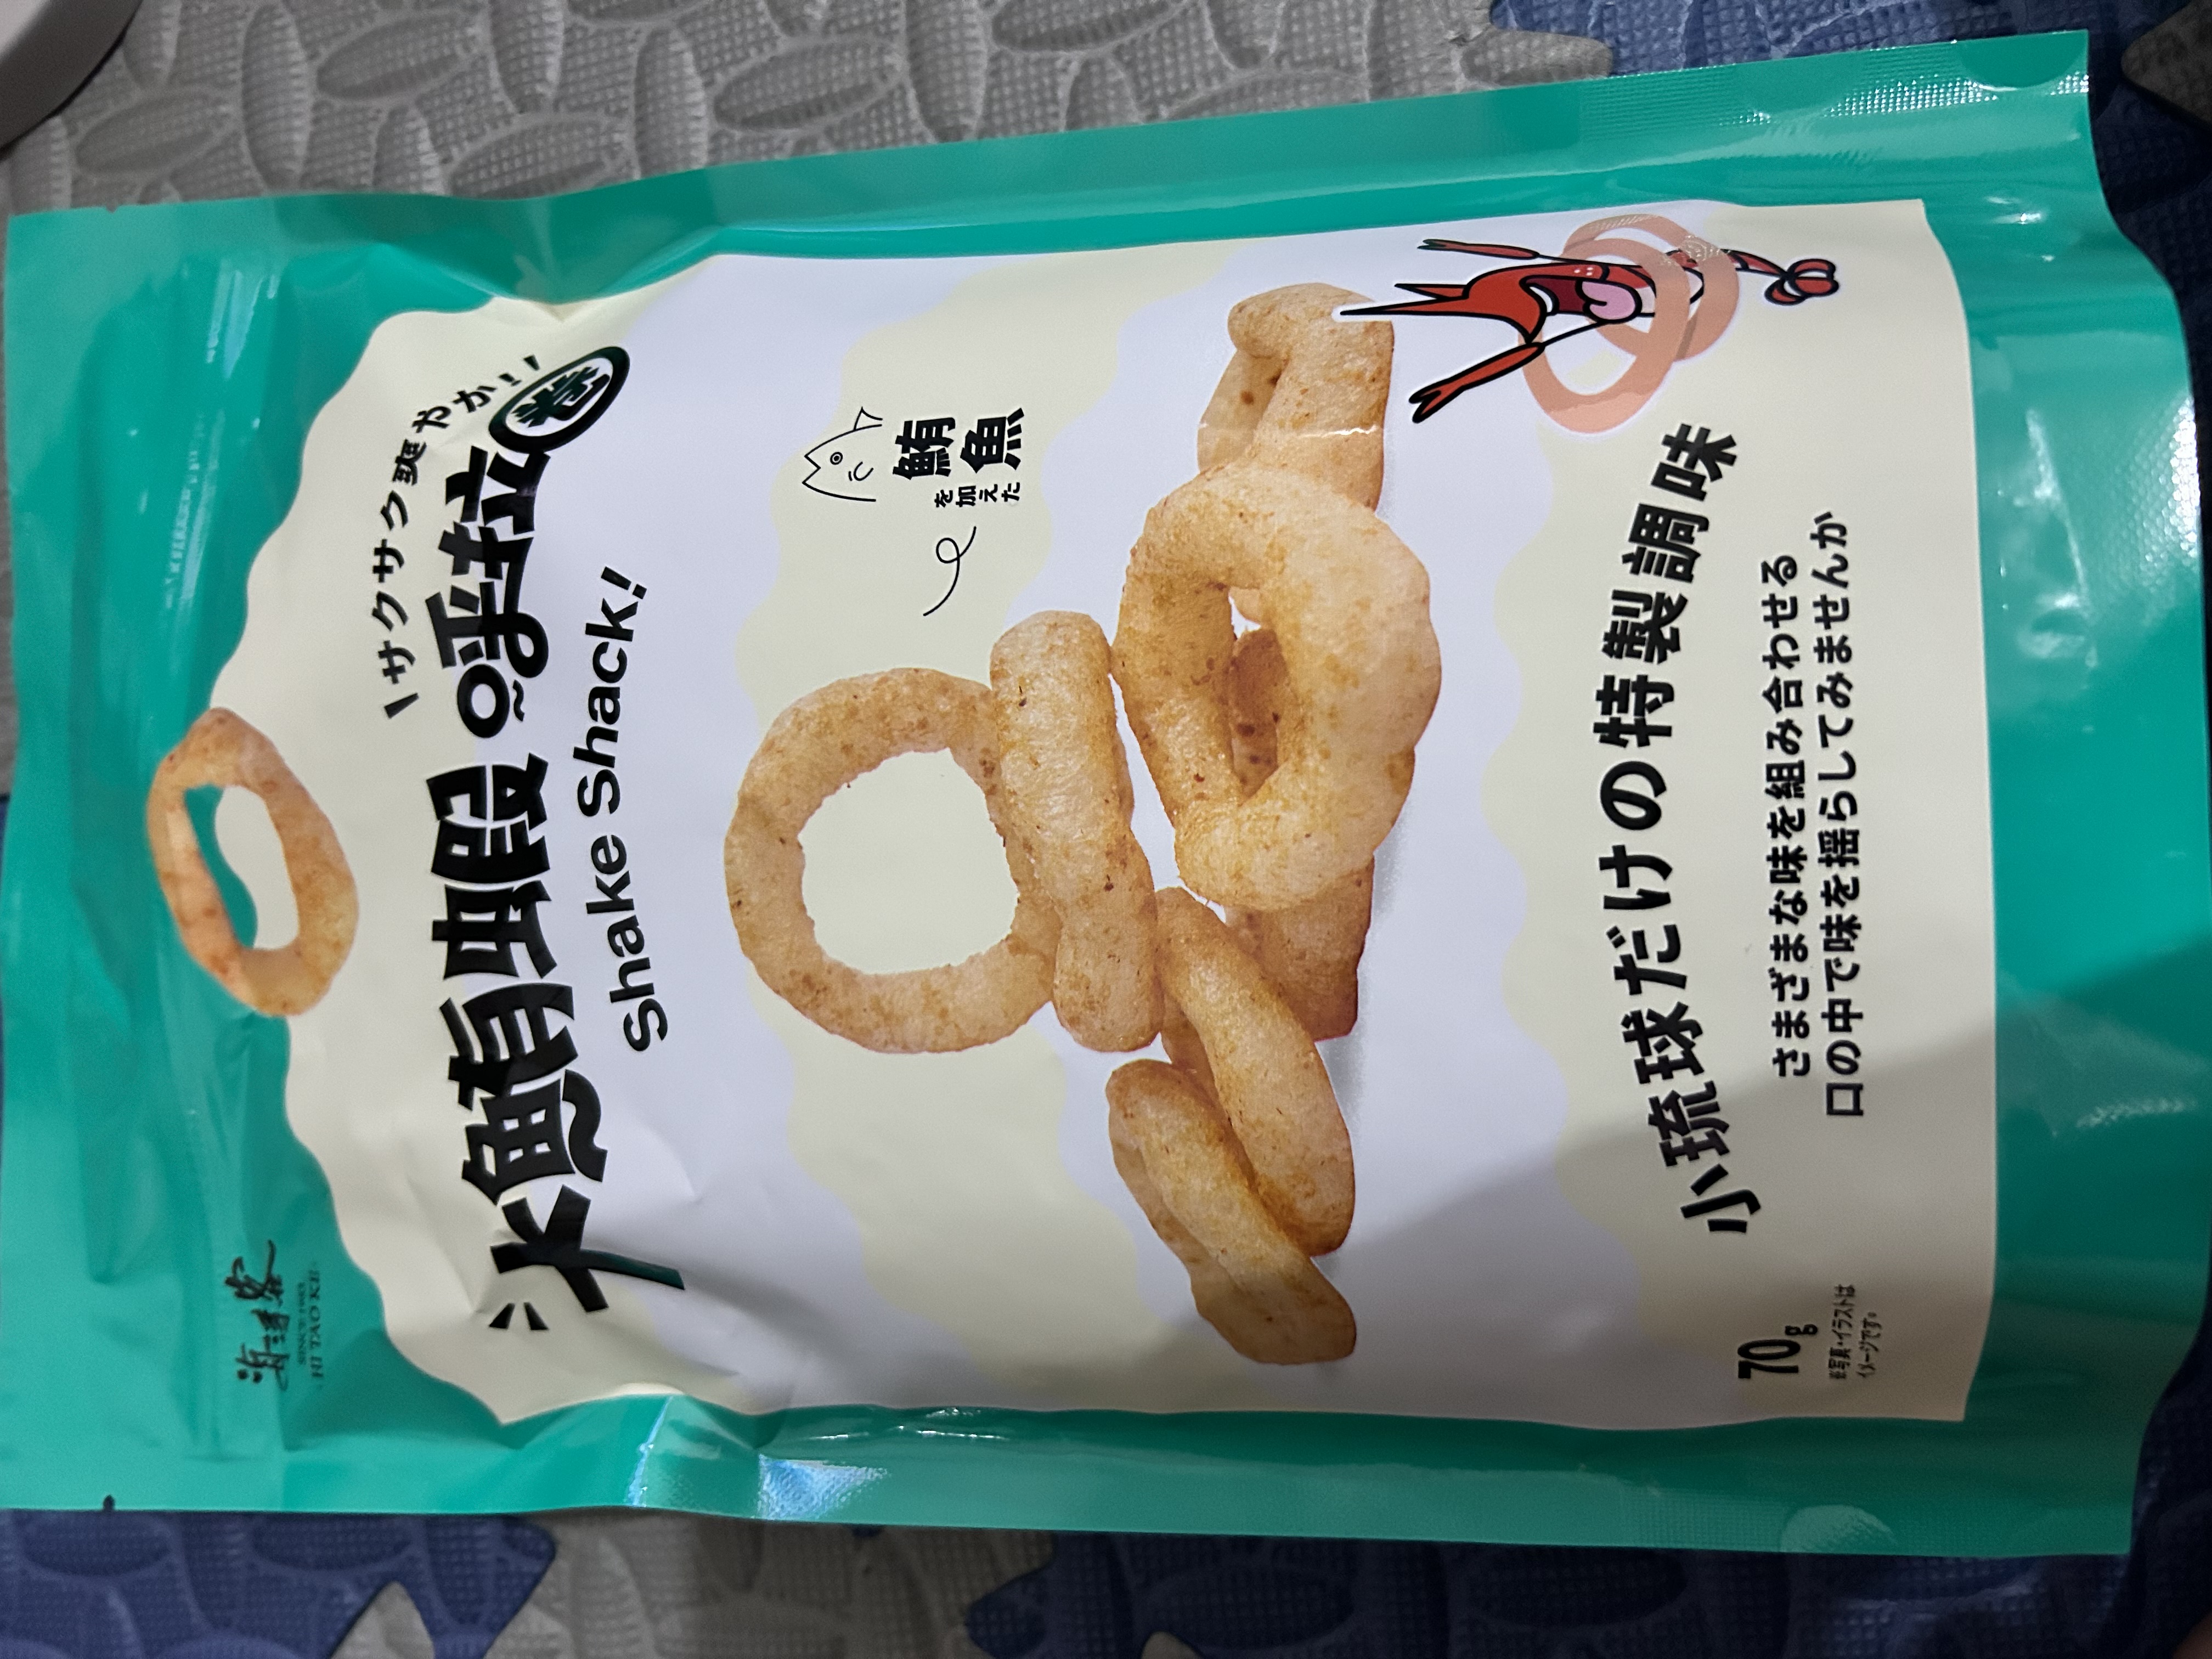 海濤客
SINCE 1983
HI TAO KE
\サクサク爽やか!!
大鮪蝦呼拉圈
Shake Shack!
鮪魚
を加えた
小琉球だけの特製調味
さまざまな味を組み合わせる
口の中で味を揺らしてみませんか
70g
※写真・イラストは
イメージです。